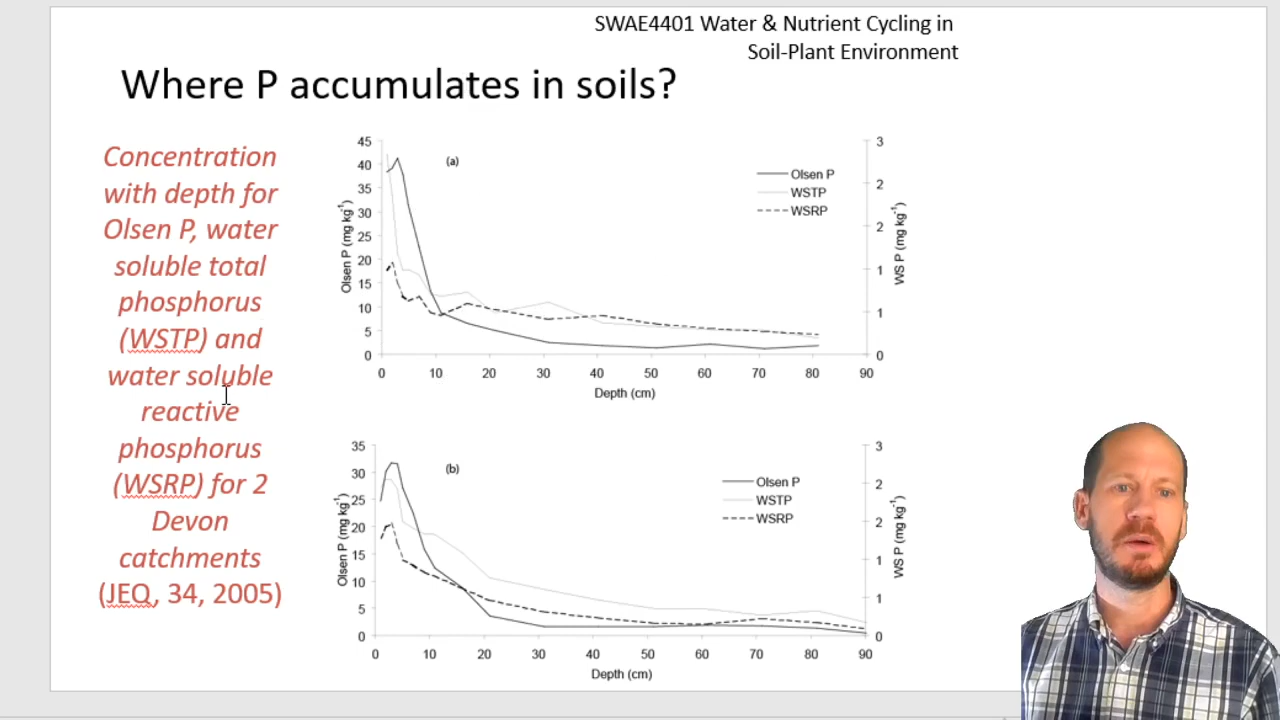 SWAE4401 Water & Nutrient Cycling in
Soil-Plant Environment
Where P accumulates in soils?
Concentration
with depth for
Olsen P, water
soluble total
phosphorus
(WSTP) and
water soluble
reactive
phosphorus
(WSRP) for 2
Devon
catchments
(JEQ, 34, 2005)
(a)
Olsen P (mg kg⁻¹)
45
40
35
30
25
20
15
10
5
0
Olsen P
WSTP
WSRP
3
2
2
1
1
0
WS P (mg kg⁻¹)
0 10 20 30 40 50 60 70 80 90
Depth (cm)
(b)
Olsen P (mg kg⁻¹)
35
30
25
20
15
10
5
0
Olsen P
WSTP
WSRP
3
2
2
1
1
0
WS P (mg kg⁻¹)
0 10 20 30 40 50 60 70 80 90
Depth (cm)